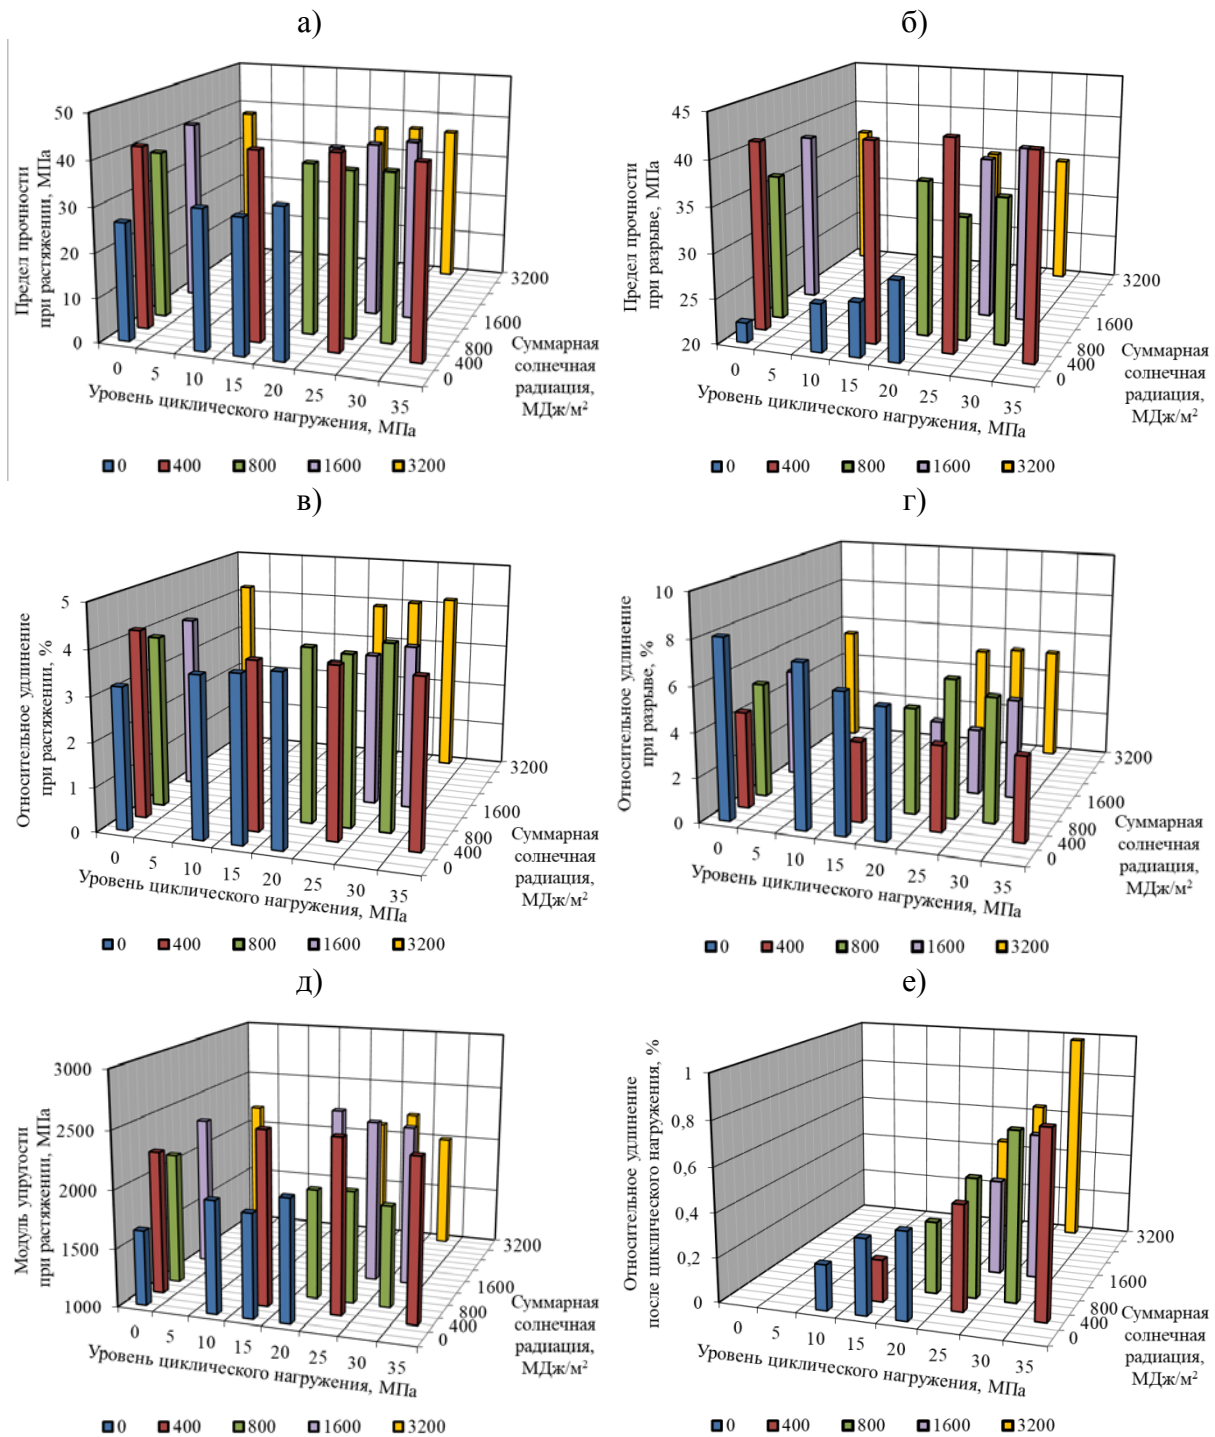 а)
50
40
30
20
10
0
Предел прочности
при растяжении, МПа
0
5
10
15
20
25
30
35
Уровень циклического нагружения, МПа
3200
1600
800
400
0
Суммарная
солнечная
радиация,
МДж/м²
0 400 800 1600 3200
б)
45
40
35
30
25
20
Предел прочности
при разрыве, МПа
0
5
10
15
20
25
30
35
Уровень циклического нагружения, МПа
3200
1600
800
400
0
Суммарная
солнечная
радиация,
МДж/м²
0 400 800 1600 3200
в)
5
4
3
2
1
0
Относительное удлинение
при растяжении, %
0
5
10
15
20
25
30
35
Уровень циклического нагружения, МПа
3200
1600
800
400
0
Суммарная
солнечная
радиация,
МДж/м²
0 400 800 1600 3200
г)
10
8
6
4
2
0
Относительное удлинение
при разрыве, %
0
5
10
15
20
25
30
35
Уровень циклического нагружения, МПа
3200
1600
800
400
0
Суммарная
солнечная
радиация,
МДж/м²
0 400 800 1600 3200
д)
3000
2500
2000
1500
1000
Модуль упругости
при растяжении, МПа
0
5
10
15
20
25
30
35
Уровень циклического нагружения, МПа
3200
1600
800
400
0
Суммарная
солнечная
радиация,
МДж/м²
0 400 800 1600 3200
е)
1
0,8
0,6
0,4
0,2
0
Относительное удлинение
после циклического нагружения, %
0
5
10
15
20
25
30
35
Уровень циклического нагружения, МПа
3200
1600
800
400
0
Суммарная
солнечная
радиация,
МДж/м²
0 400 800 1600 3200